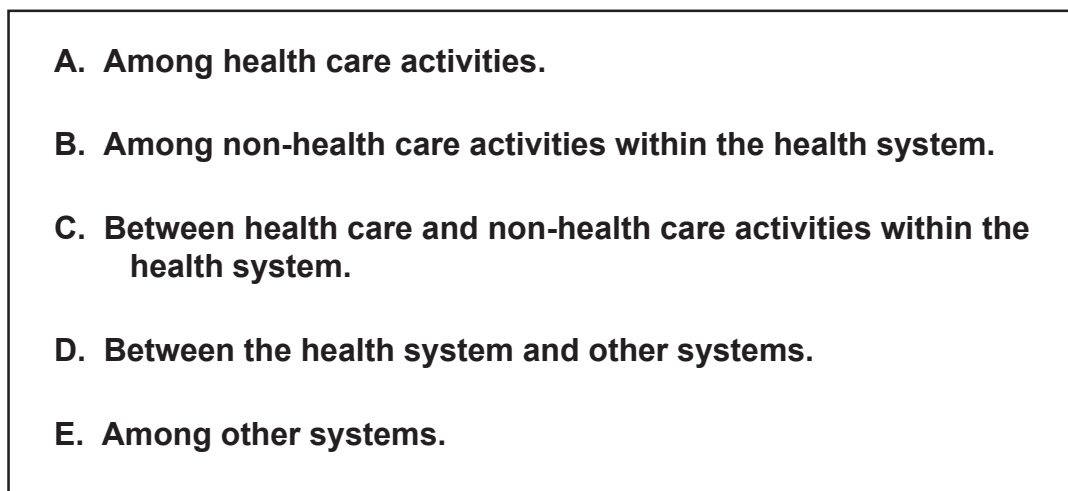 A. Among health care activities.
B. Among non-health care activities within the health system.
C. Between health care and non-health care activities within the
health system.
D. Between the health system and other systems.
E. Among other systems.